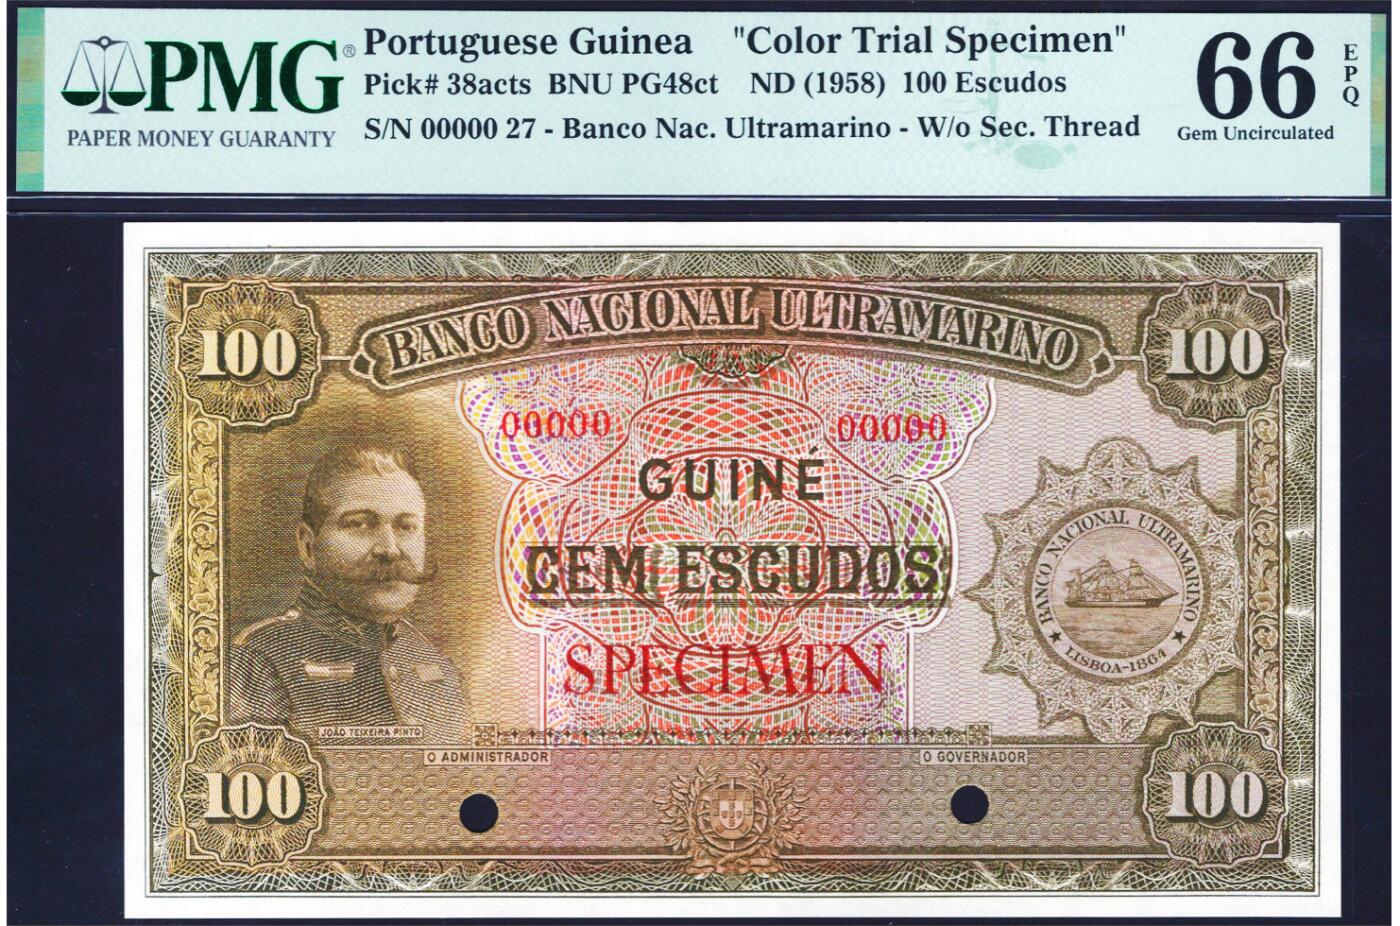 PMG®
PAPER MONEY GUARANTY
Portuguese Guinea "Color Trial Specimen"
Pick# 38acts BNU PG48ct ND (1958) 100 Escudos
S/N 00000 27 - Banco Nac. Ultramarino - W/o Sec. Thread
66 EPQ
Gem Uncirculated
BANCO NACIONAL ULTRAMARINO
100
100
00000
00000
GUINÉ
CEM ESCUDOS
SPECIMEN
BANCO NACIONAL ULTRAMARINO
LISBOA-1864
JOÃO TEIXEIRA PINTO
O ADMINISTRADOR
O GOVERNADOR
100
100